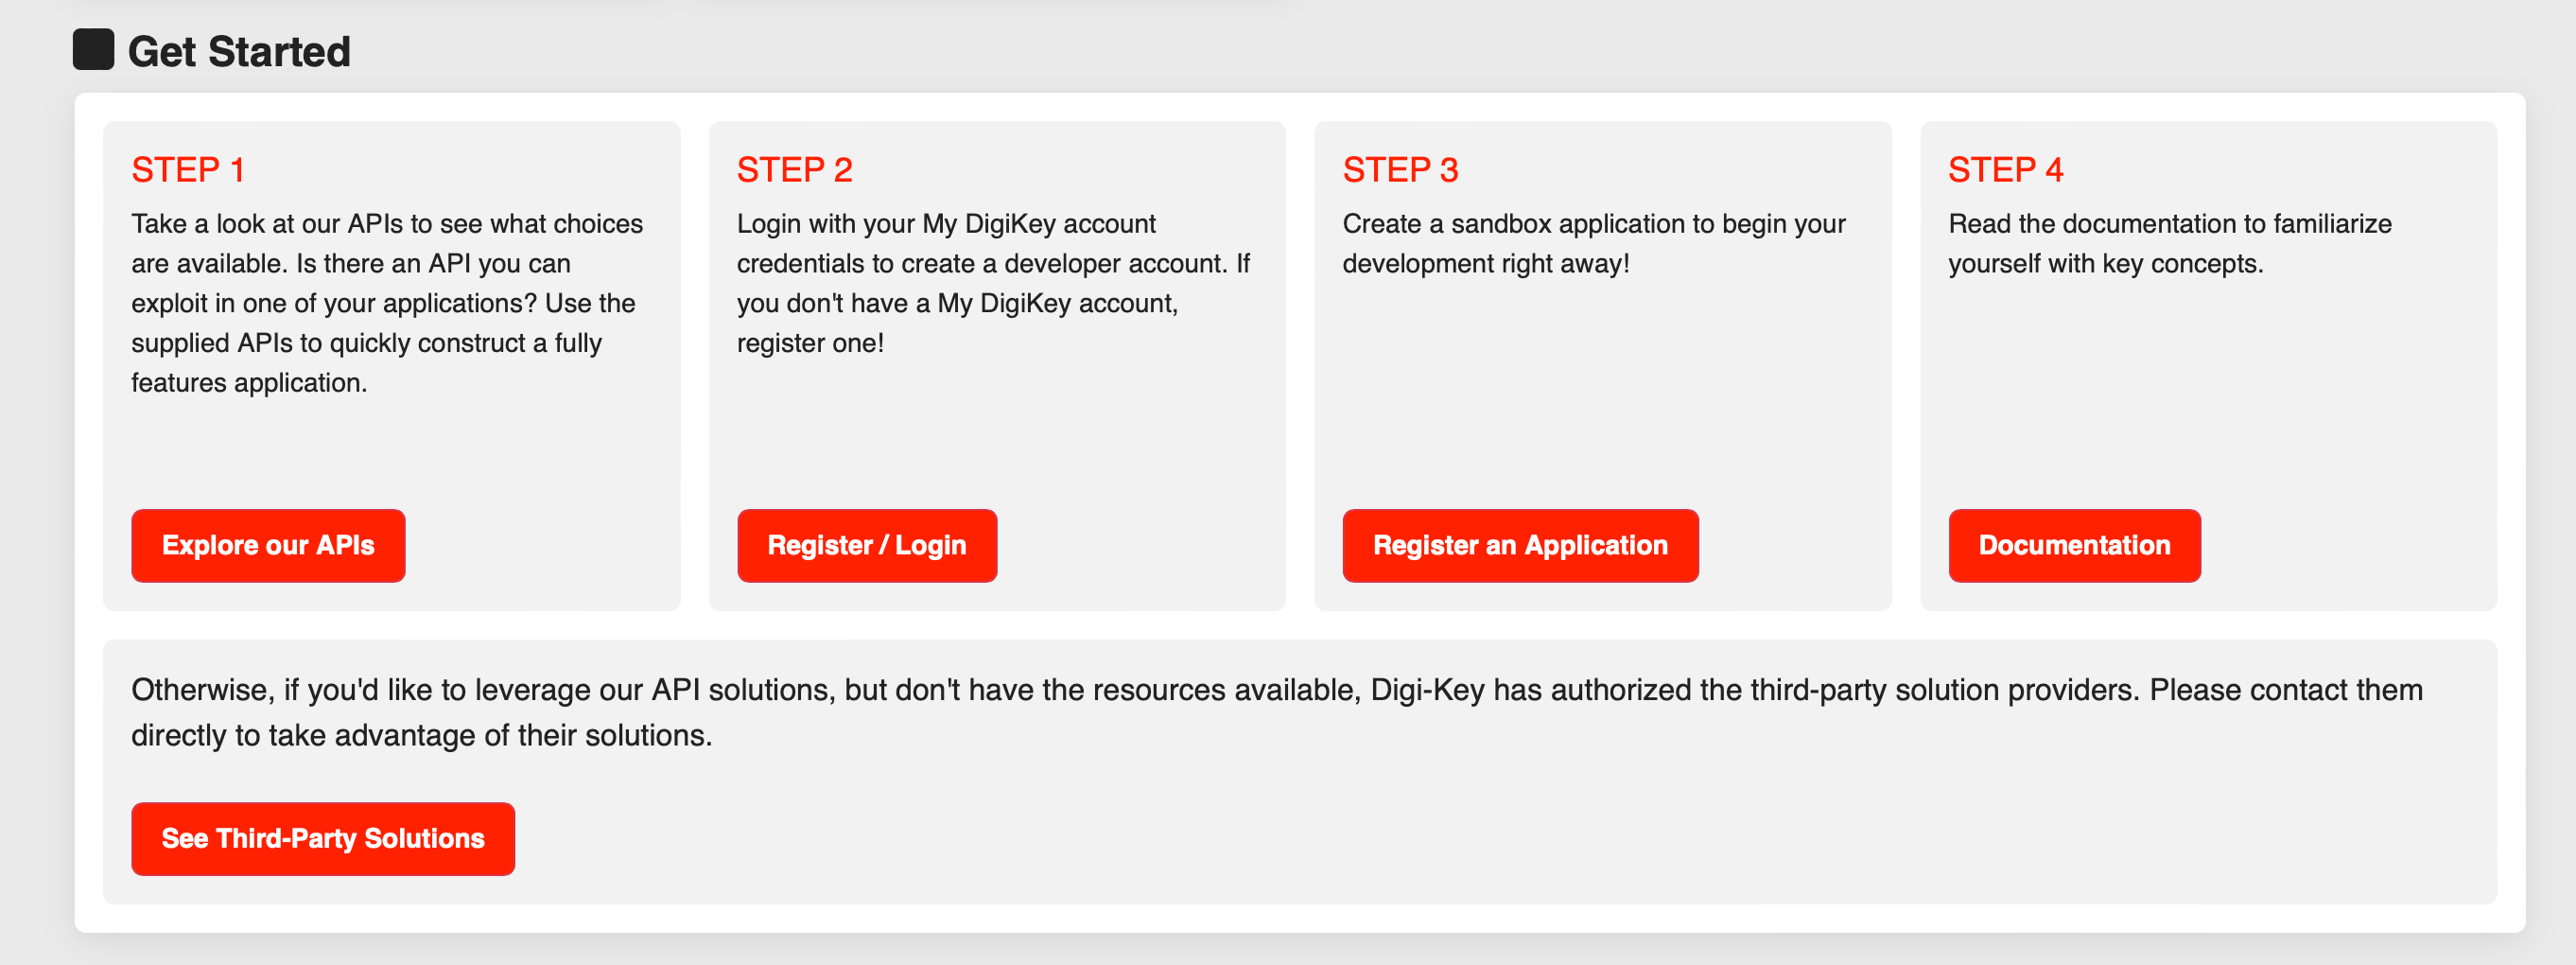 Get Started
STEP 1
Take a look at our APIs to see what choices
are available. Is there an API you can
exploit in one of your applications? Use the
supplied APIs to quickly construct a fully
features application.
Explore our APIs
STEP 2
Login with your My DigiKey account
credentials to create a developer account. If
you don't have a My DigiKey account,
register one!
Register / Login
STEP 3
Create a sandbox application to begin your
development right away!
Register an Application
STEP 4
Read the documentation to familiarize
yourself with key concepts.
Documentation
Otherwise, if you'd like to leverage our API solutions, but don't have the resources available, Digi-Key has authorized the third-party solution providers. Please contact them
directly to take advantage of their solutions.
See Third-Party Solutions